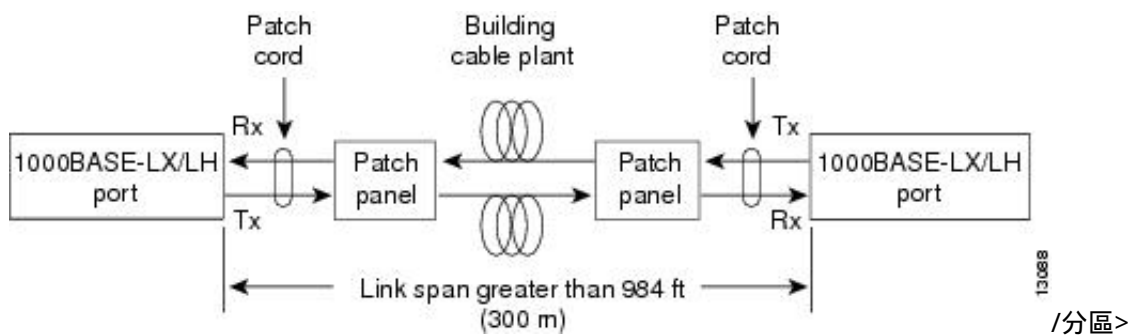 Patch
cord
Building
cable plant
Patch
cord
Rx
Tx
1000BASE-LX/LH
port
Patch
panel
Patch
panel
1000BASE-LX/LH
port
Tx
Rx
Link span greater than 984 ft
(300 m)
13088
/分區>